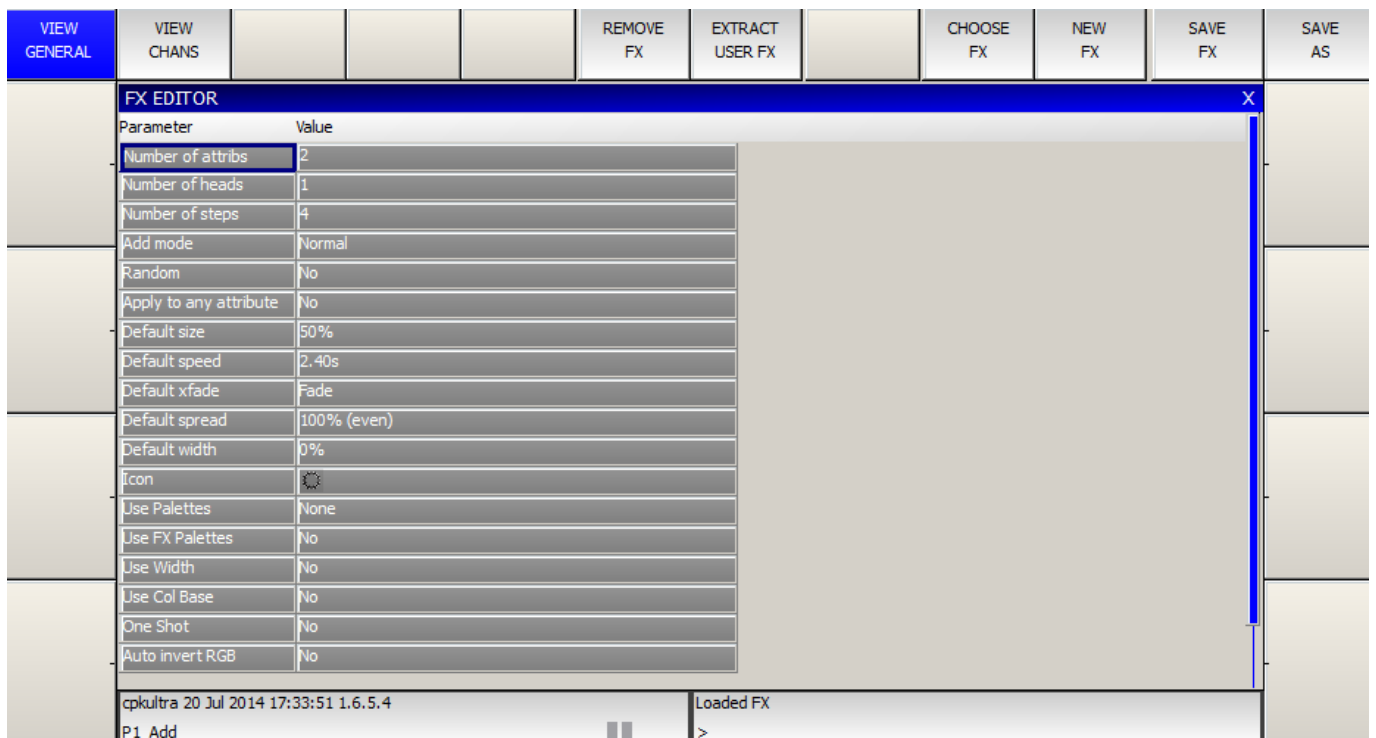 VIEW GENERAL
VIEW CHANS
REMOVE FX
EXTRACT USER FX
CHOOSE FX
NEW FX
SAVE FX
SAVE AS
FX EDITOR X
Parameter Value
Number of attribs 2
Number of heads 1
Number of steps 4
Add mode Normal
Random No
Apply to any attribute No
Default size 50%
Default speed 2.40s
Default xfade Fade
Default spread 100% (even)
Default width 0%
Icon
Use Palettes None
Use FX Palettes No
Use Width No
Use Col Base No
One Shot No
Auto invert RGB No
cpkultra 20 Jul 2014 17:33:51 1.6.5.4
P1 Add
Loaded FX
>